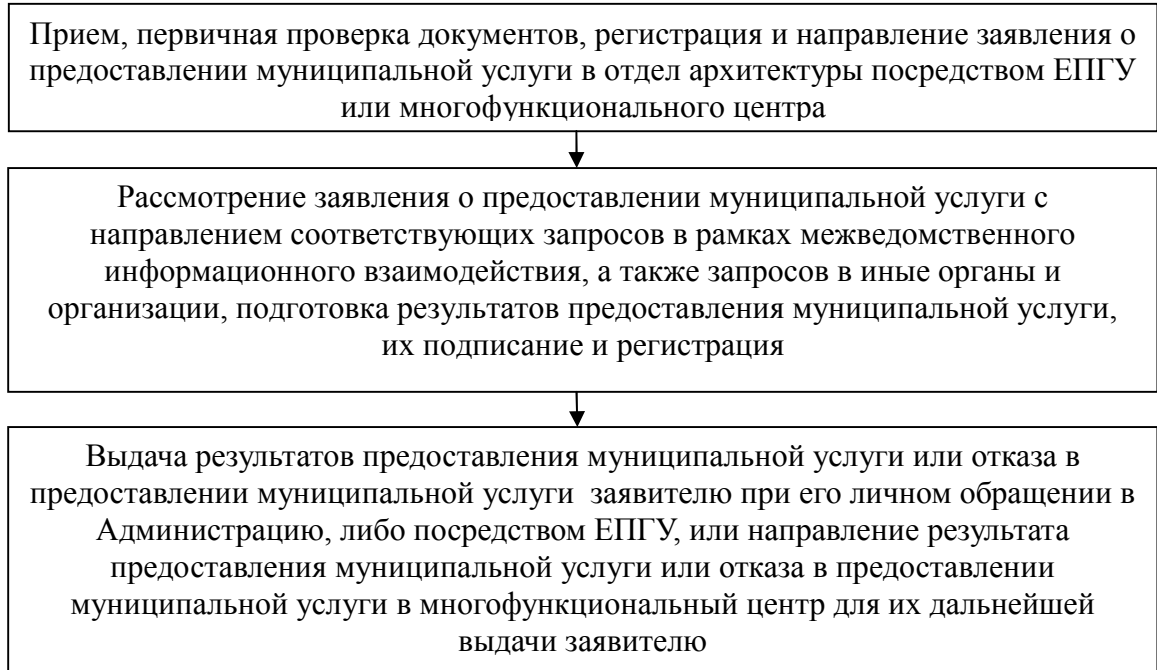 Прием, первичная проверка документов, регистрация и направление заявления о
предоставлении муниципальной услуги в отдел архитектуры посредством ЕПГУ
или многофункционального центра
Рассмотрение заявления о предоставлении муниципальной услуги с
направлением соответствующих запросов в рамках межведомственного
информационного взаимодействия, а также запросов в иные органы и
организации, подготовка результатов предоставления муниципальной услуги,
их подписание и регистрация
Выдача результатов предоставления муниципальной услуги или отказа в
предоставлении муниципальной услуги  заявителю при его личном обращении в
Администрацию, либо посредством ЕПГУ, или направление результата
предоставления муниципальной услуги или отказа в предоставлении
муниципальной услуги в многофункциональный центр для их дальнейшей
выдачи заявителю